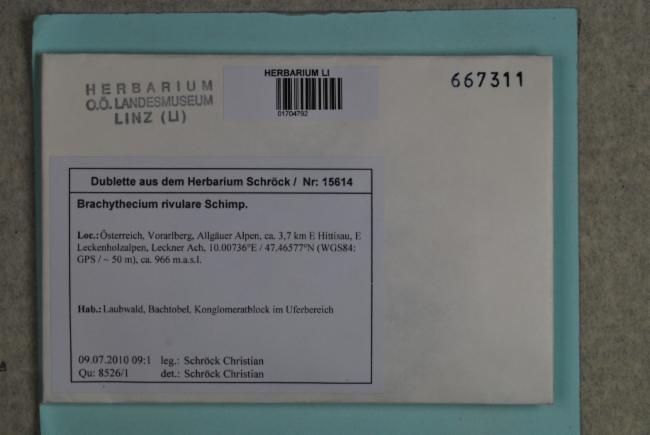 HERBARIUM
O.Ö. LANDESMUSEUM
LINZ (LI)
HERBARIUM LI
01704792
667311
Dublette aus dem Herbarium Schröck / Nr: 15614
Brachythecium rivulare Schimp.
Loc.: Österreich, Vorarlberg, Allgäuer Alpen, ca. 3,7 km E Hittisau, E
Leckenholzalpen, Leckner Ach, 10.00736°E / 47.46577°N (WGS84:
GPS / ~ 50 m), ca. 966 m.a.s.l.
Hab.: Laubwald, Bachtobel, Konglomeratblock im Uferbereich
09.07.2010 09:1 leg.: Schröck Christian
Qu: 8526/1 det.: Schröck Christian